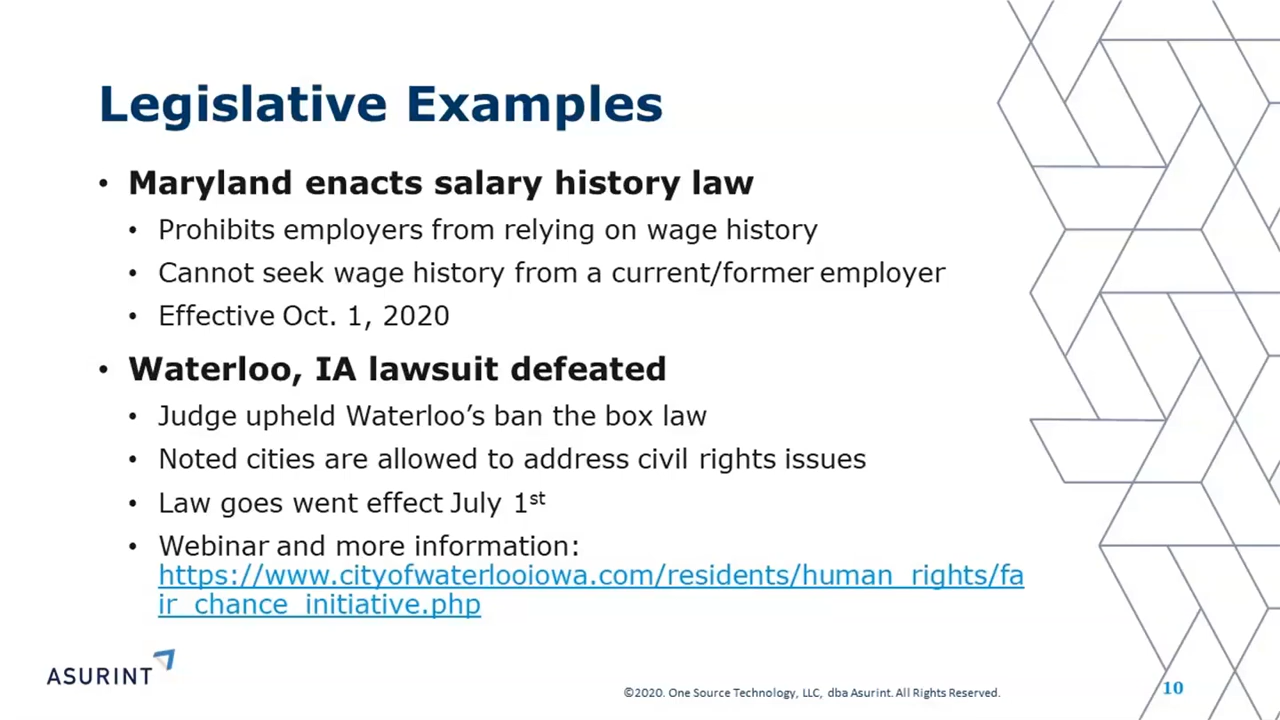 Legislative Examples
• Maryland enacts salary history law
• Prohibits employers from relying on wage history
• Cannot seek wage history from a current/former employer
• Effective Oct. 1, 2020
• Waterloo, IA lawsuit defeated
• Judge upheld Waterloo’s ban the box law
• Noted cities are allowed to address civil rights issues
• Law goes went effect July 1st
• Webinar and more information:
https://www.cityofwaterlooiowa.com/residents/human_rights/fa
ir_chance_initiative.php
ASURINT
©2020. One Source Technology, LLC, dba Asurint. All Rights Reserved.
10